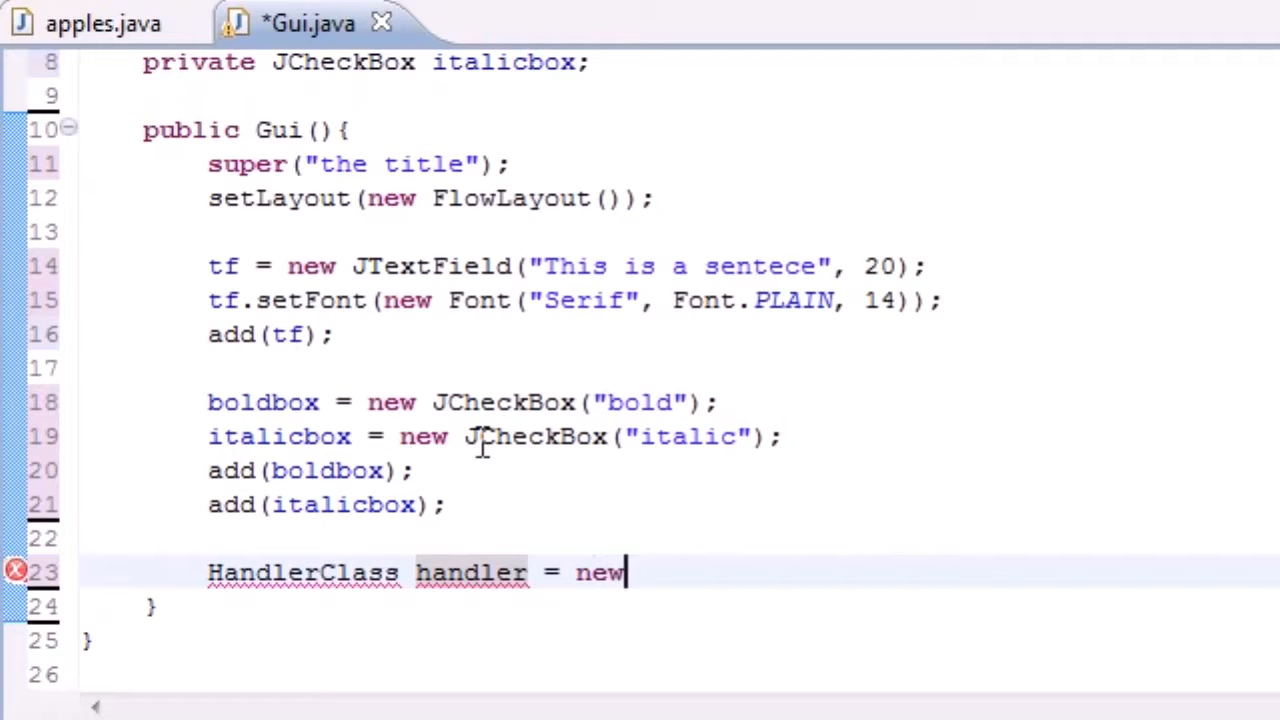 apples.java *Gui.java
8 private JCheckBox italicbox;
9
10 public Gui(){
11 super("the title");
12 setLayout(new FlowLayout());
13
14 tf = new JTextField("This is a sentece", 20);
15 tf.setFont(new Font("Serif", Font.PLAIN, 14));
16 add(tf);
17
18 boldbox = new JCheckBox("bold");
19 italicbox = new JCheckBox("italic");
20 add(boldbox);
21 add(italicbox);
22
23 HandlerClass handler = new
24 }
25 }
26